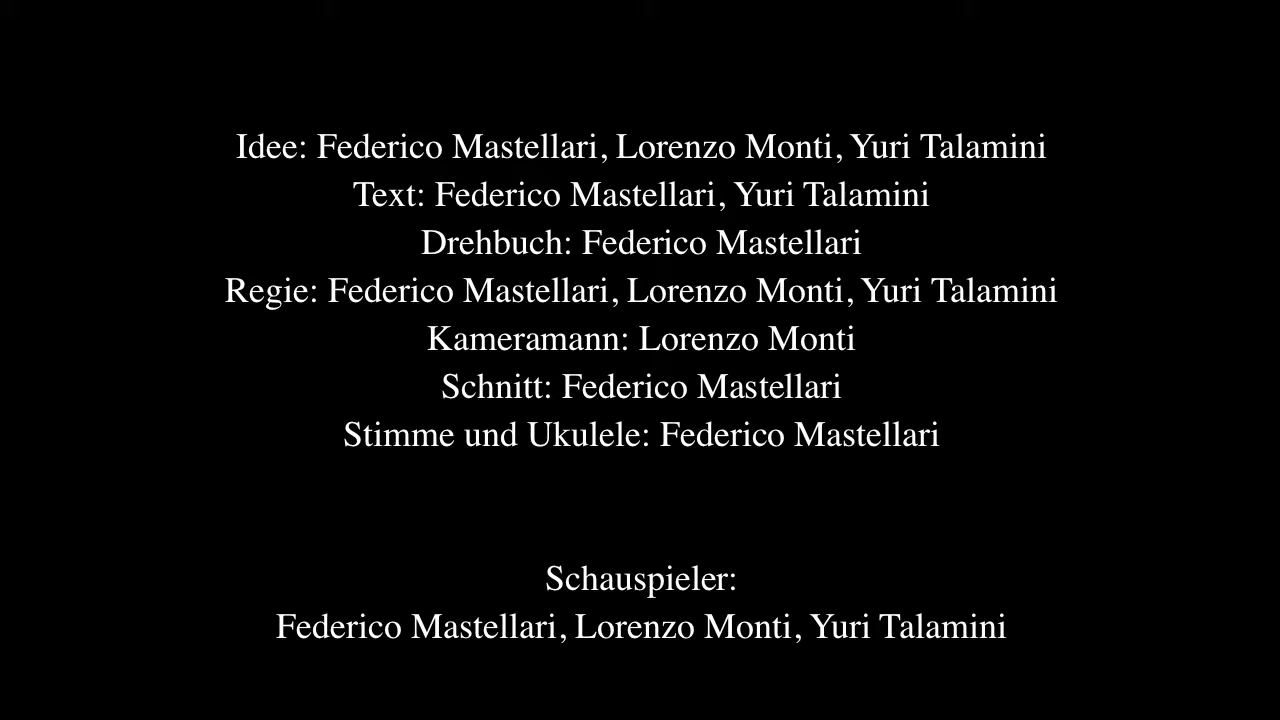 Idee: Federico Mastellari, Lorenzo Monti, Yuri Talamini
Text: Federico Mastellari, Yuri Talamini
Drehbuch: Federico Mastellari
Regie: Federico Mastellari, Lorenzo Monti, Yuri Talamini
Kameramann: Lorenzo Monti
Schnitt: Federico Mastellari
Stimme und Ukulele: Federico Mastellari
Schauspieler:
Federico Mastellari, Lorenzo Monti, Yuri Talamini